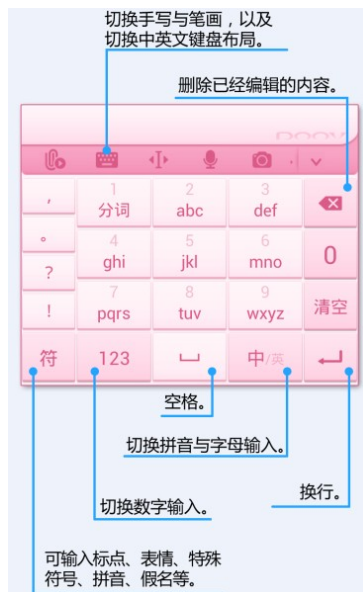 切换手写与笔画，以及
切换中英文键盘布局。
删除已经编辑的内容。
DOOV
, 1 2 3
分词 abc def
。 4 5 6 0
? ghi jkl mno
! 7 8 9 清空
pqrs tuv wxyz
符 123 中/英
空格。
切换拼音与字母输入。
换行。
切换数字输入。
可输入标点、表情、特殊
符号、拼音、假名等。